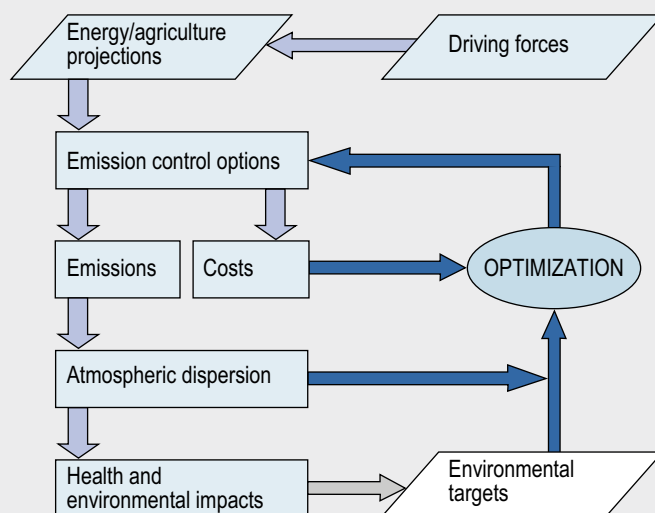 Energy/agriculture
projections
Driving forces
Emission control options
Emissions
Costs
OPTIMIZATION
Atmospheric dispersion
Health and
environmental impacts
Environmental
targets